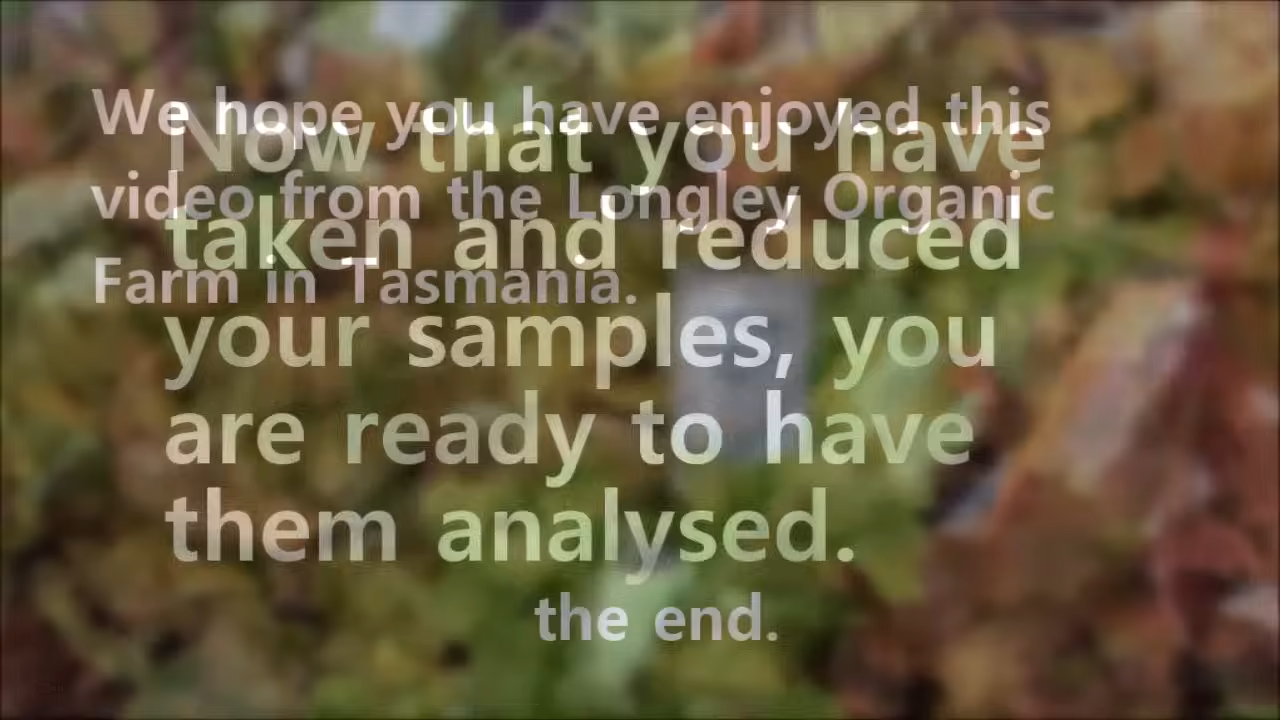 We hope you have enjoyed this
video from the Longley Organic
Farm in Tasmania.
Now that you have
taken and reduced
your samples, you
are ready to have
them analysed.
the end.